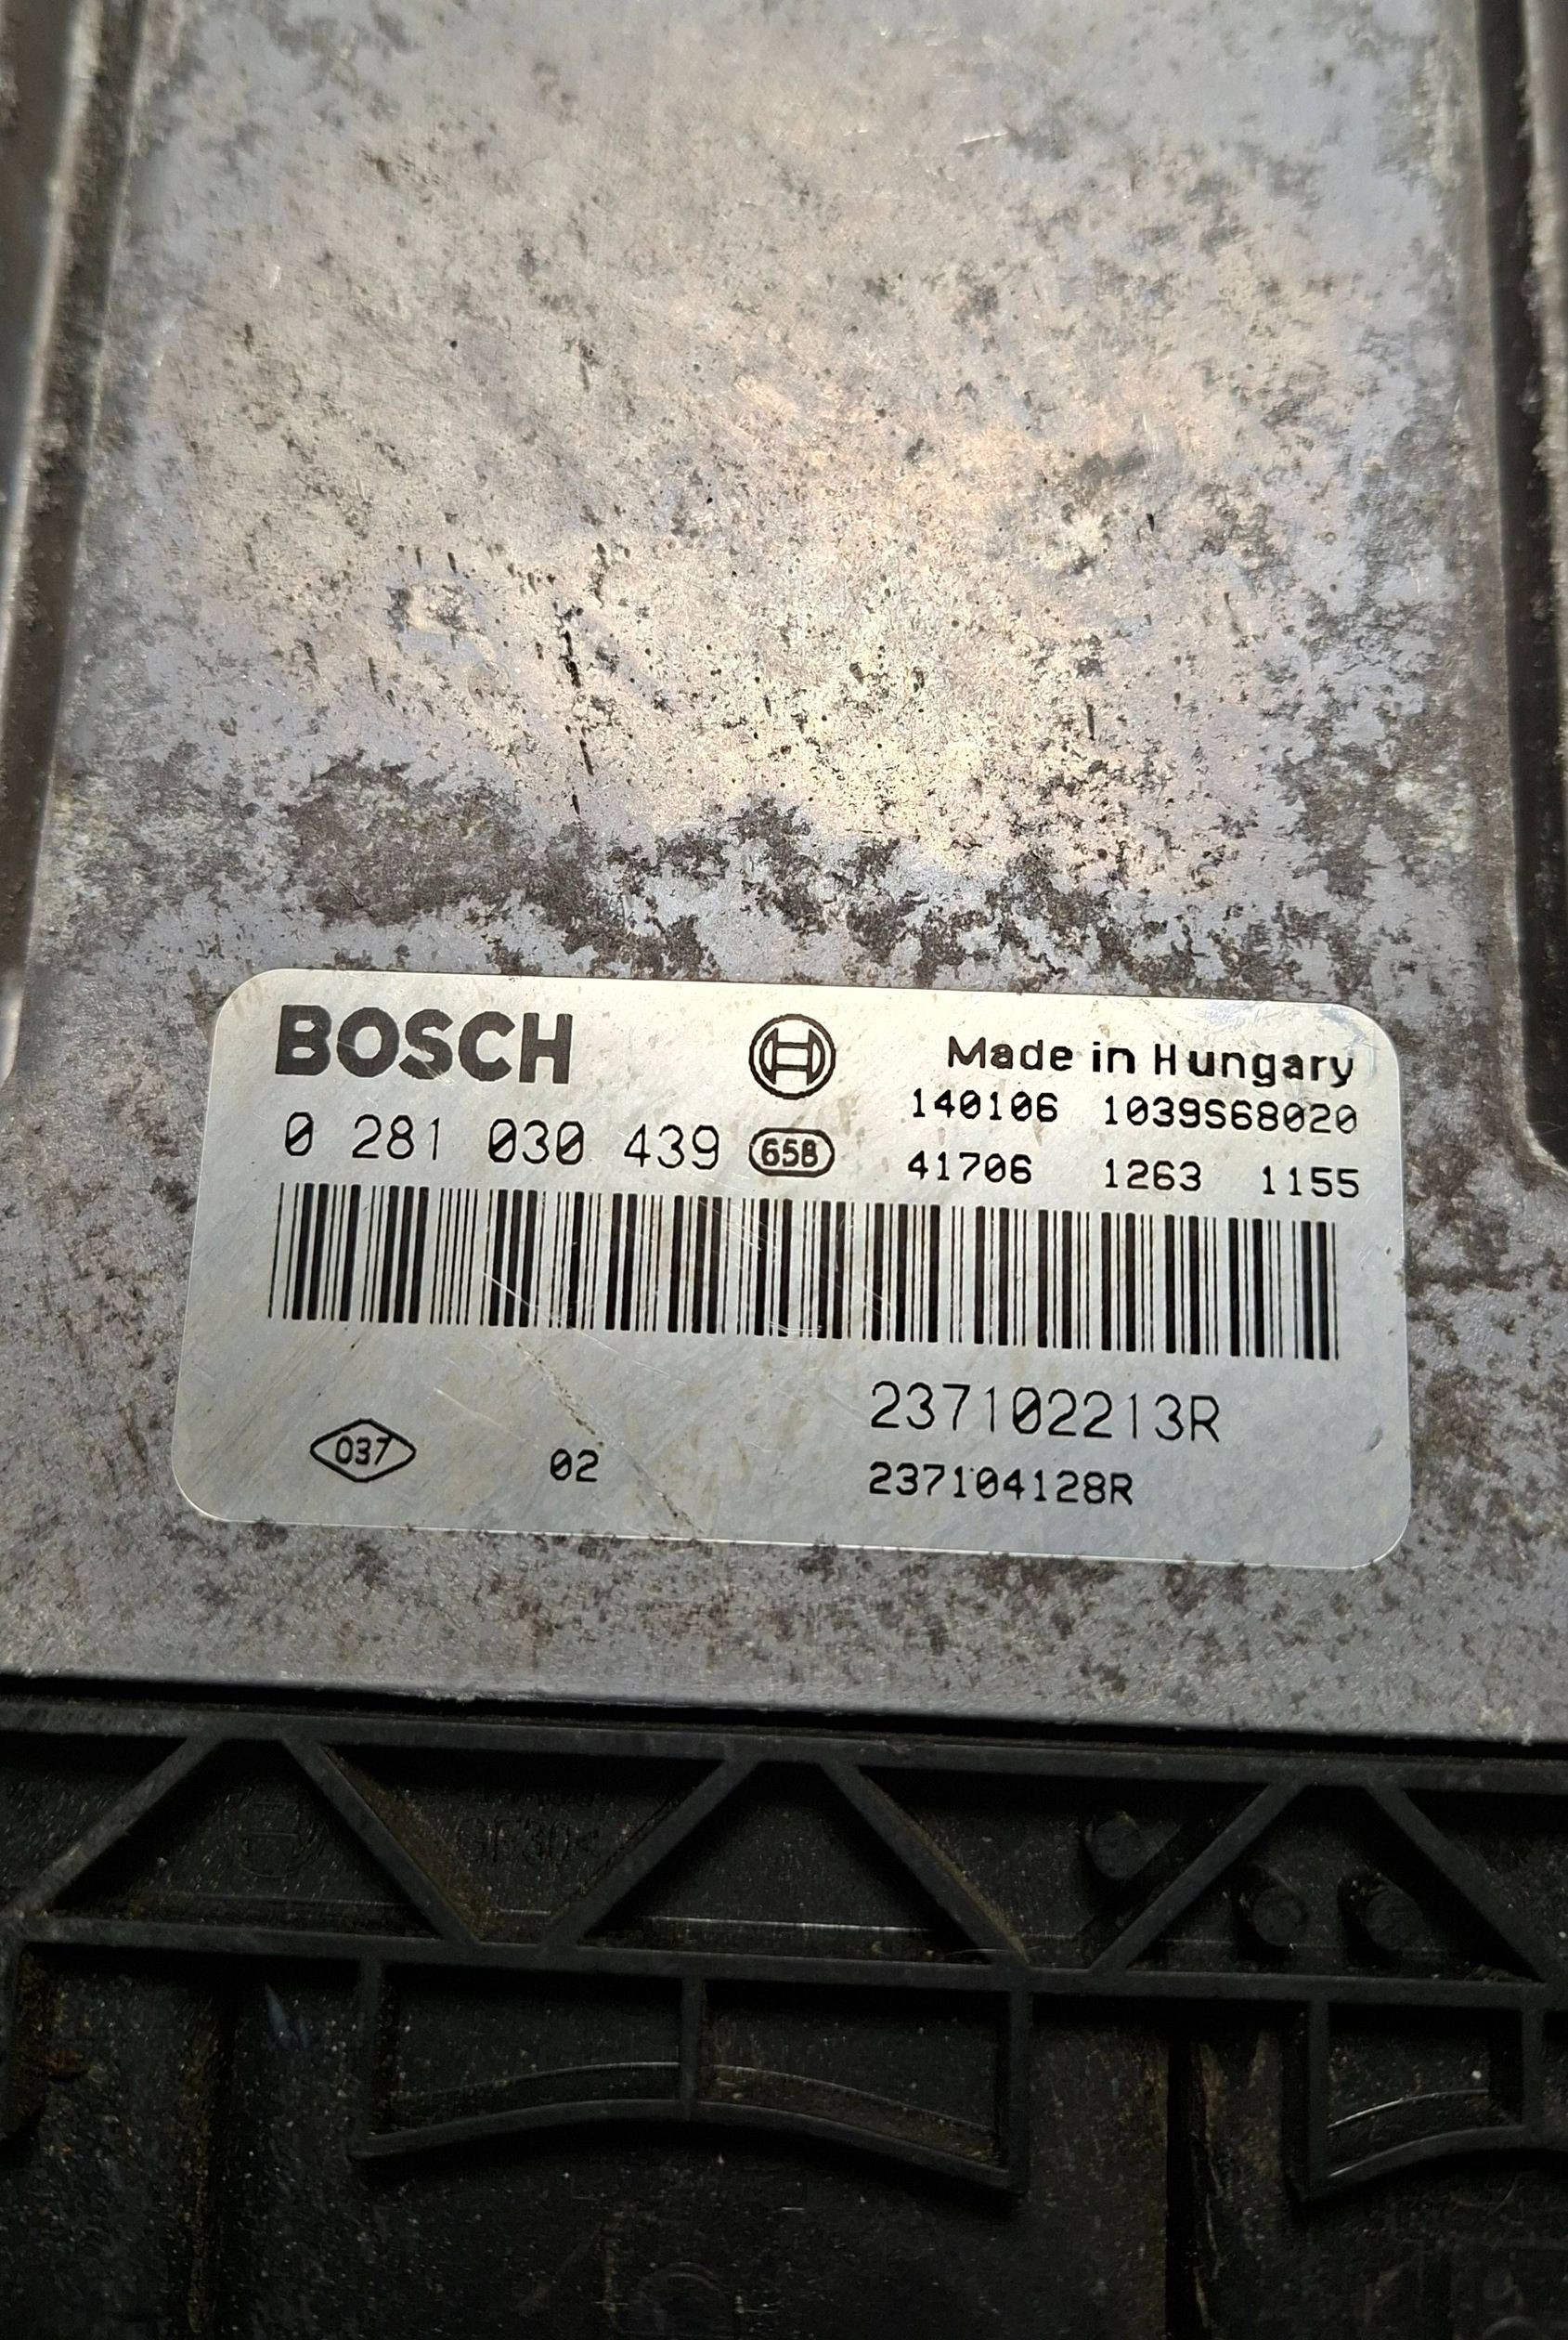 BOSCH
Made in Hungary
140106 1039S68020
0 281 030 439 658
41706 1263 1155
237102213R
037 02 237104128R